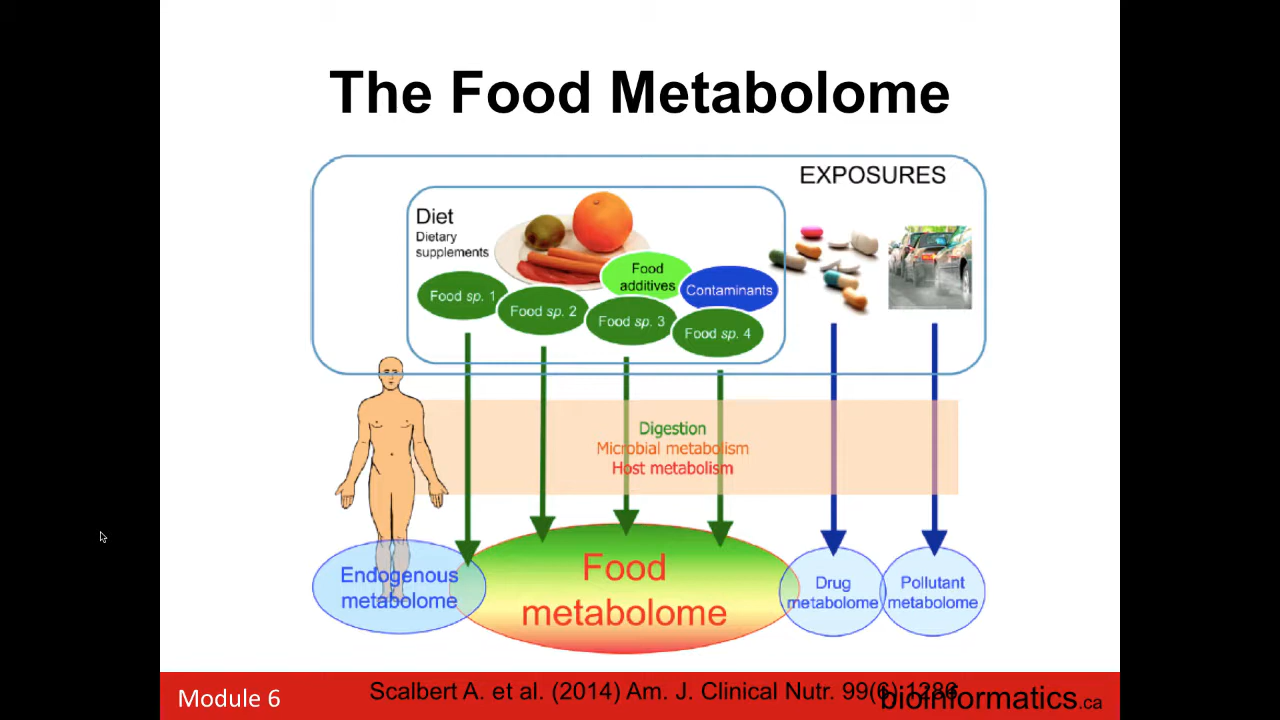 The Food Metabolome
EXPOSURES
Diet
Dietary
supplements
Food
additives
Contaminants
Food sp. 1
Food sp. 2
Food sp. 3
Food sp. 4
Digestion
Microbial metabolism
Host metabolism
Endogenous
metabolome
Food
metabolome
Drug
metabolome
Pollutant
metabolome
Module 6
Scalbert A. et al. (2014) Am. J. Clinical Nutr. 99(6):1286
bioinformatics.ca